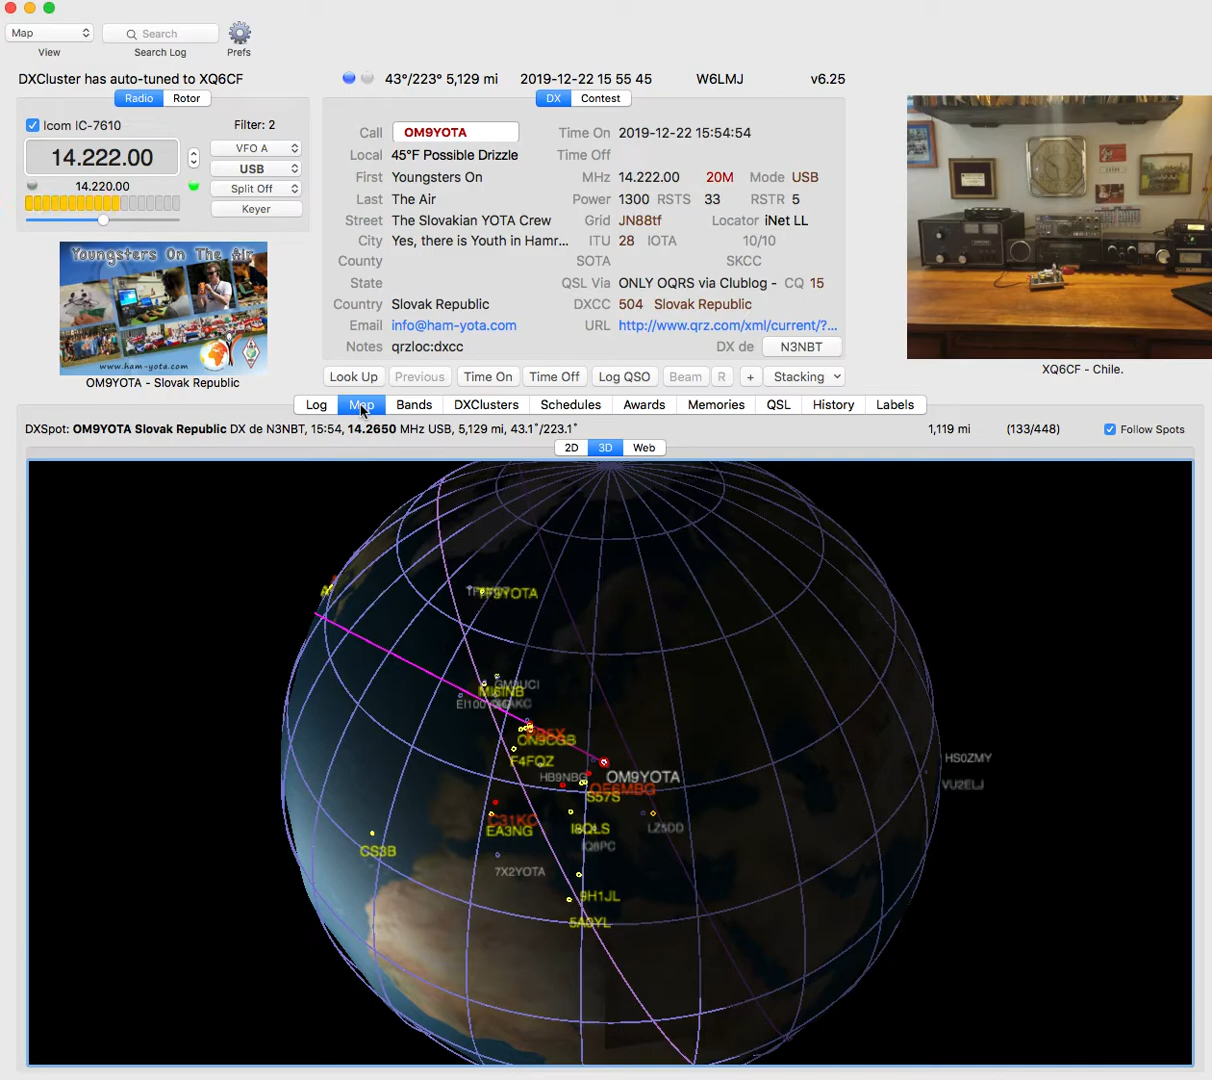 Map
Search
View
Search Log
Prefs
DXCluster has auto-tuned to XQ6CF
43°/223° 5,129 mi
2019-12-22 15 55 45
W6LMJ
v6.25
Radio
Rotor
DX
Contest
Icom IC-7610
Filter: 2
14.222.00
VFO A
USB
14.220.00
Split Off
Keyer
Youngsters On The Air
www.ham-yota.com
OM9YOTA - Slovak Republic
Call OM9YOTA Time On 2019-12-22 15:54:54
Local 45°F Possible Drizzle Time Off
First Youngsters On MHz 14.222.00 20M Mode USB
Last The Air Power 1300 RSTS 33 RSTR 5
Street The Slovakian YOTA Crew Grid JN88tf Locator iNet LL
City Yes, there is Youth in Hamr... ITU 28 IOTA 10/10
County SOTA SKCC
State QSL Via ONLY OQRS via Clublog - CQ 15
Country Slovak Republic DXCC 504 Slovak Republic
Email info@ham-yota.com URL http://www.qrz.com/xml/current/?...
Notes qrzloc:dxcc DX de N3NBT
XQ6CF - Chile.
Look Up
Previous
Time On
Time Off
Log QSO
Beam
R
+
Stacking
Log
Map
Bands
DXClusters
Schedules
Awards
Memories
QSL
History
Labels
DXSpot: OM9YOTA Slovak Republic DX de N3NBT, 15:54, 14.2650 MHz USB, 5,129 mi, 43.1°/223.1°
1,119 mi
(133/448)
Follow Spots
2D
3D
Web
TF3YOTA
GM3UCI
MI6INB
ON9CGB
F4FQZ
HB9NBG
OM9YOTA
OE6MBG
S57S
HS0ZMY
VU2ELJ
C31KC
EA3NG
I8QLS
LZ5DD
IQ8PC
CS3B
7X2YOTA
9H1JL